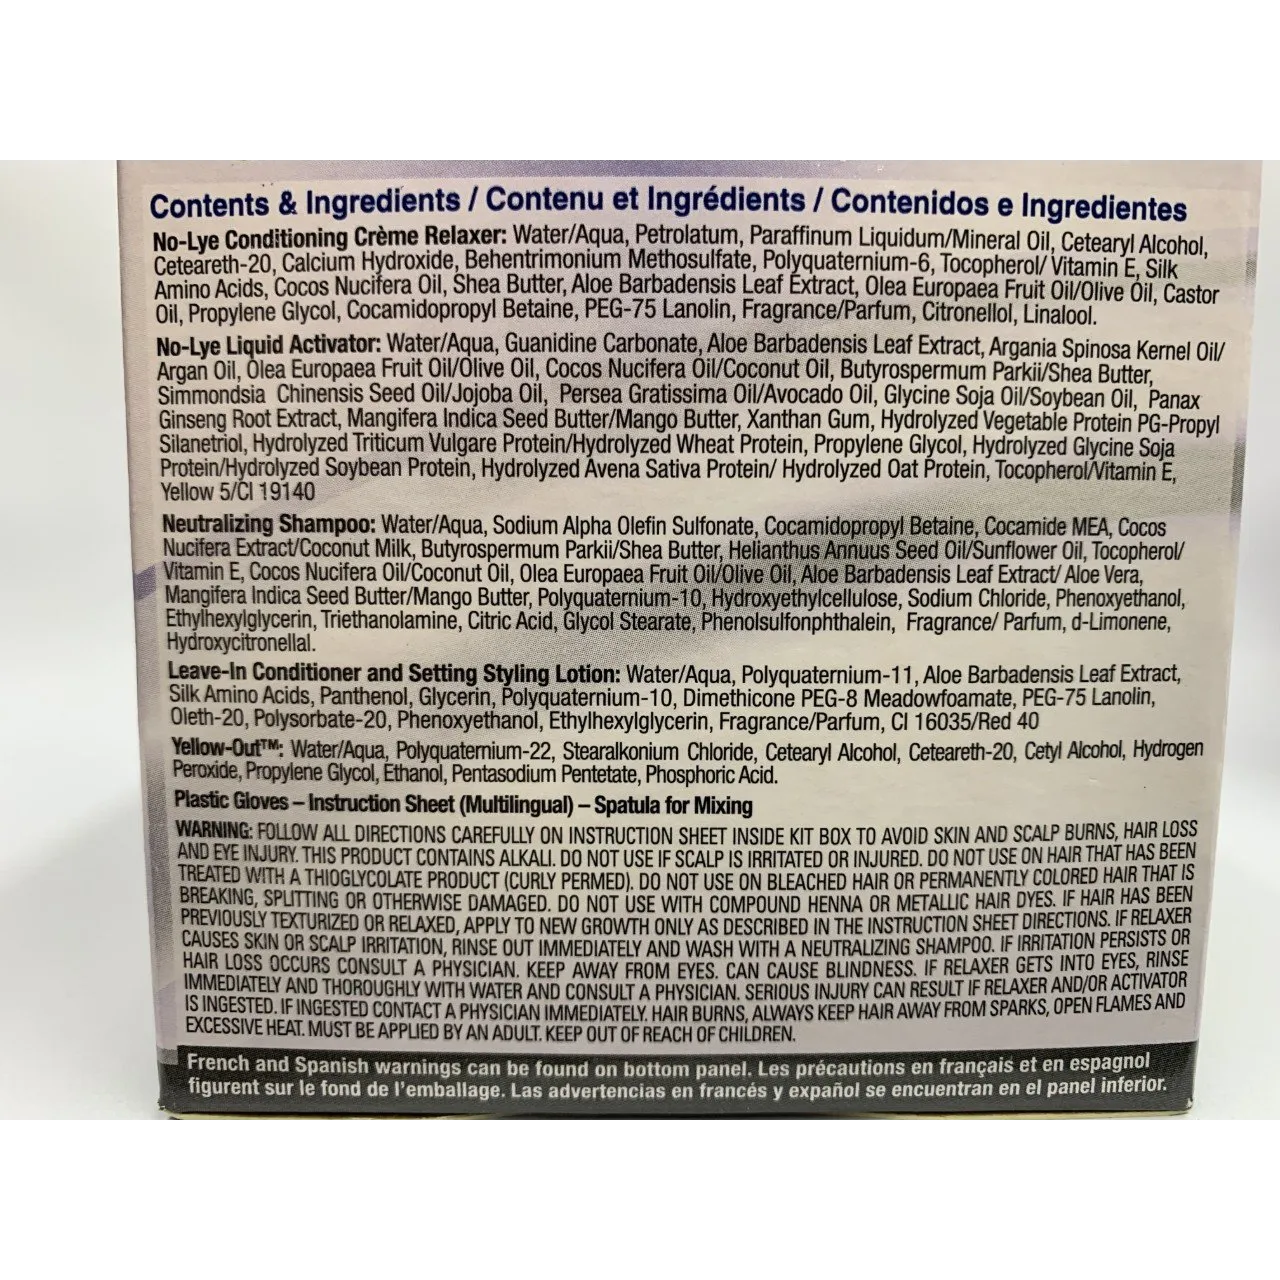 Contents & Ingredients / Contenu et Ingrédients / Contenidos e Ingredientes
No-Lye Conditioning Crème Relaxer: Water/Aqua, Petrolatum, Paraffinum Liquidum/Mineral Oil, Cetearyl Alcohol,
Ceteareth-20, Calcium Hydroxide, Behentrimonium Methosulfate, Polyquaternium-6, Tocopherol/ Vitamin E, Silk
Amino Acids, Cocos Nucifera Oil, Shea Butter, Aloe Barbadensis Leaf Extract, Olea Europaea Fruit Oil/Olive Oil, Castor
Oil, Propylene Glycol, Cocamidopropyl Betaine, PEG-75 Lanolin, Fragrance/Parfum, Citronellol, Linalool.
No-Lye Liquid Activator: Water/Aqua, Guanidine Carbonate, Aloe Barbadensis Leaf Extract, Argania Spinosa Kernel Oil/
Argan Oil, Olea Europaea Fruit Oil/Olive Oil, Cocos Nucifera Oil/Coconut Oil, Butyrospermum Parkii/Shea Butter,
Simmondsia Chinensis Seed Oil/Jojoba Oil, Persea Gratissima Oil/Avocado Oil, Glycine Soja Oil/Soybean Oil, Panax
Ginseng Root Extract, Mangifera Indica Seed Butter/Mango Butter, Xanthan Gum, Hydrolyzed Vegetable Protein PG-Propyl
Silanetriol, Hydrolyzed Triticum Vulgare Protein/Hydrolyzed Wheat Protein, Propylene Glycol, Hydrolyzed Glycine Soja
Protein/Hydrolyzed Soybean Protein, Hydrolyzed Avena Sativa Protein/ Hydrolyzed Oat Protein, Tocopherol/Vitamin E,
Yellow 5/CI 19140
Neutralizing Shampoo: Water/Aqua, Sodium Alpha Olefin Sulfonate, Cocamidopropyl Betaine, Cocamide MEA, Cocos
Nucifera Extract/Coconut Milk, Butyrospermum Parkii/Shea Butter, Helianthus Annuus Seed Oil/Sunflower Oil, Tocopherol/
Vitamin E, Cocos Nucifera Oil/Coconut Oil, Olea Europaea Fruit Oil/Olive Oil, Aloe Barbadensis Leaf Extract/ Aloe Vera,
Mangifera Indica Seed Butter/Mango Butter, Polyquaternium-10, Hydroxyethylcellulose, Sodium Chloride, Phenoxyethanol,
Ethylhexylglycerin, Triethanolamine, Citric Acid, Glycol Stearate, Phenolsulfonphthalein, Fragrance/ Parfum, d-Limonene,
Hydroxycitronellal.
Leave-In Conditioner and Setting Styling Lotion: Water/Aqua, Polyquaternium-11, Aloe Barbadensis Leaf Extract,
Silk Amino Acids, Panthenol, Glycerin, Polyquaternium-10, Dimethicone PEG-8 Meadowfoamate, PEG-75 Lanolin,
Oleth-20, Polysorbate-20, Phenoxyethanol, Ethylhexylglycerin, Fragrance/Parfum, CI 16035/Red 40
Yellow-Out™: Water/Aqua, Polyquaternium-22, Stearalkonium Chloride, Cetearyl Alcohol, Ceteareth-20, Cetyl Alcohol, Hydrogen
Peroxide, Propylene Glycol, Ethanol, Pentasodium Pentetate, Phosphoric Acid.
Plastic Gloves – Instruction Sheet (Multilingual) – Spatula for Mixing
WARNING: FOLLOW ALL DIRECTIONS CAREFULLY ON INSTRUCTION SHEET INSIDE KIT BOX TO AVOID SKIN AND SCALP BURNS, HAIR LOSS
AND EYE INJURY. THIS PRODUCT CONTAINS ALKALI. DO NOT USE IF SCALP IS IRRITATED OR INJURED. DO NOT USE ON HAIR THAT HAS BEEN
TREATED WITH A THIOGLYCOLATE PRODUCT (CURLY PERMED). DO NOT USE ON BLEACHED HAIR OR PERMANENTLY COLORED HAIR THAT IS
BREAKING, SPLITTING OR OTHERWISE DAMAGED. DO NOT USE WITH COMPOUND HENNA OR METALLIC HAIR DYES. IF HAIR HAS BEEN
PREVIOUSLY TEXTURIZED OR RELAXED, APPLY TO NEW GROWTH ONLY AS DESCRIBED IN THE INSTRUCTION SHEET DIRECTIONS. IF RELAXER
CAUSES SKIN OR SCALP IRRITATION, RINSE OUT IMMEDIATELY AND WASH WITH A NEUTRALIZING SHAMPOO. IF IRRITATION PERSISTS OR
HAIR LOSS OCCURS CONSULT A PHYSICIAN. KEEP AWAY FROM EYES. CAN CAUSE BLINDNESS. IF RELAXER GETS INTO EYES, RINSE
IMMEDIATELY AND THOROUGHLY WITH WATER AND CONSULT A PHYSICIAN. SERIOUS INJURY CAN RESULT IF RELAXER AND/OR ACTIVATOR
IS INGESTED. IF INGESTED CONTACT A PHYSICIAN IMMEDIATELY. HAIR BURNS, ALWAYS KEEP HAIR AWAY FROM SPARKS, OPEN FLAMES AND
EXCESSIVE HEAT. MUST BE APPLIED BY AN ADULT. KEEP OUT OF REACH OF CHILDREN.
French and Spanish warnings can be found on bottom panel. Les précautions en français et en espagnol
figurent sur le fond de l'emballage. Las advertencias en francés y español se encuentran en el panel inferior.